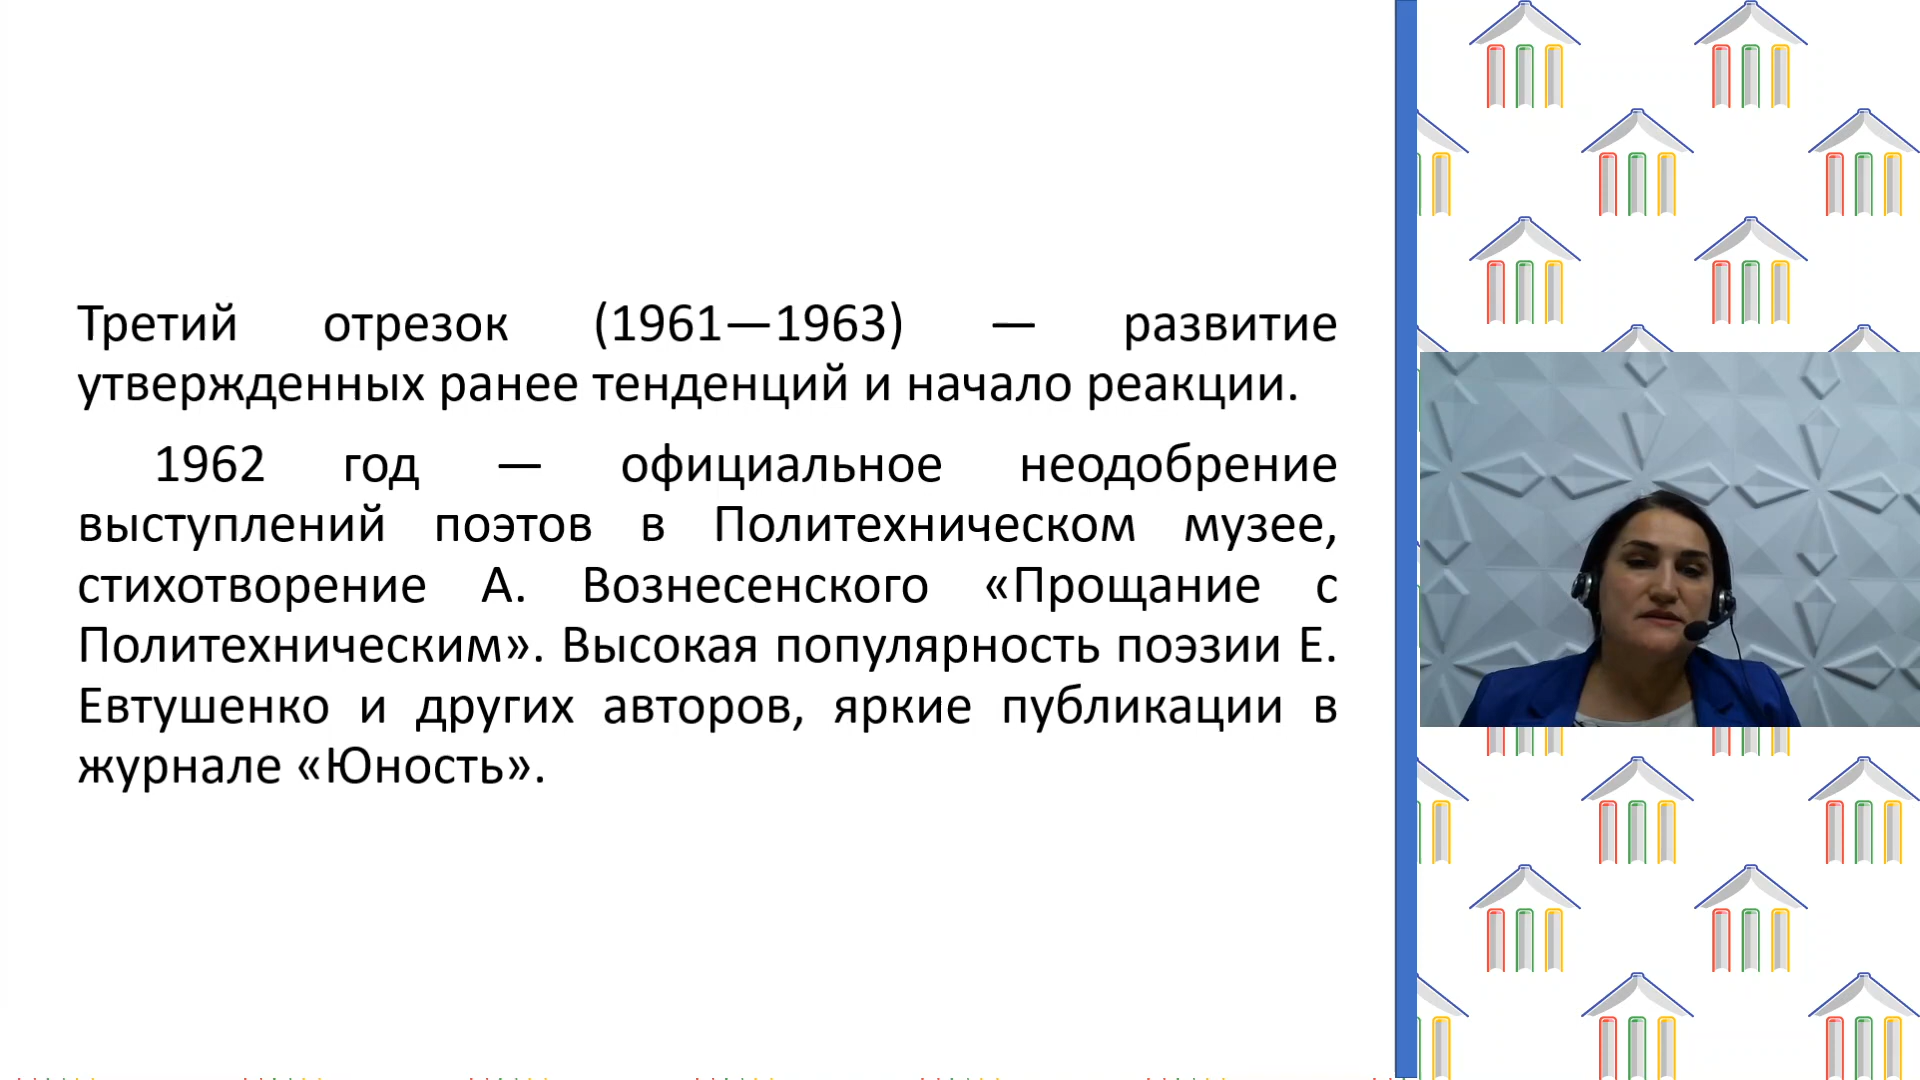 Третий отрезок (1961—1963) — развитие
утвержденных ранее тенденций и начало реакции.
1962 год — официальное неодобрение
выступлений поэтов в Политехническом музее,
стихотворение А. Вознесенского «Прощание с
Политехническим». Высокая популярность поэзии Е.
Евтушенко и других авторов, яркие публикации в
журнале «Юность».